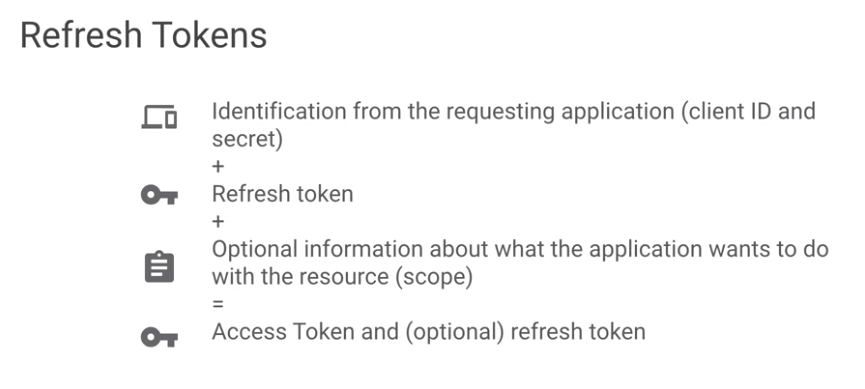 Refresh Tokens
Identification from the requesting application (client ID and
secret)
+
Refresh token
+
Optional information about what the application wants to do
with the resource (scope)
=
Access Token and (optional) refresh token